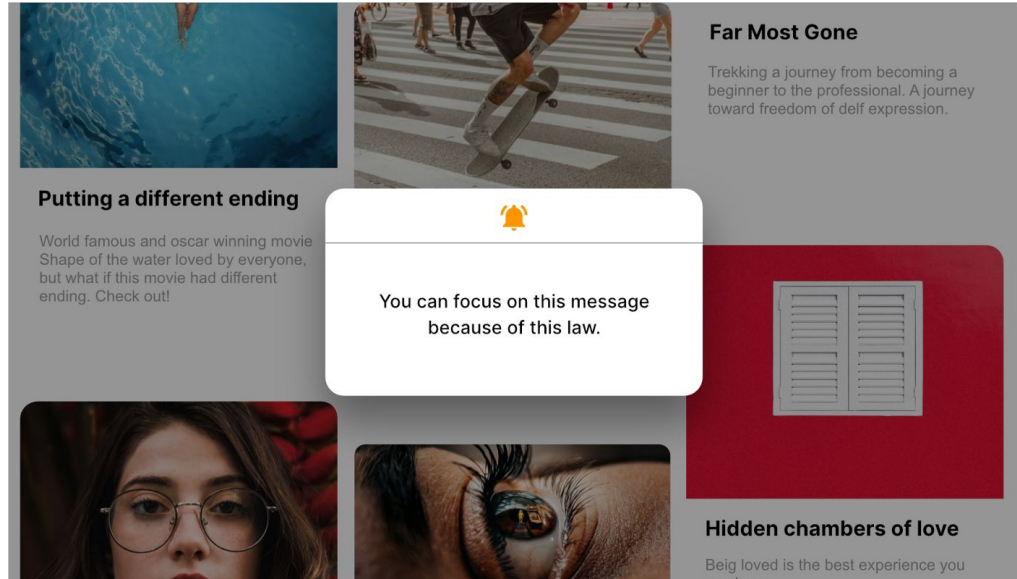 Far Most Gone
Trekking a journey from becoming a
beginner to the professional. A journey
toward freedom of delf expression.
Putting a different ending
World famous and oscar winning movie
Shape of the water loved by everyone,
but what if this movie had different
ending. Check out!
You can focus on this message
because of this law.
Hidden chambers of love
Beig loved is the best experience you